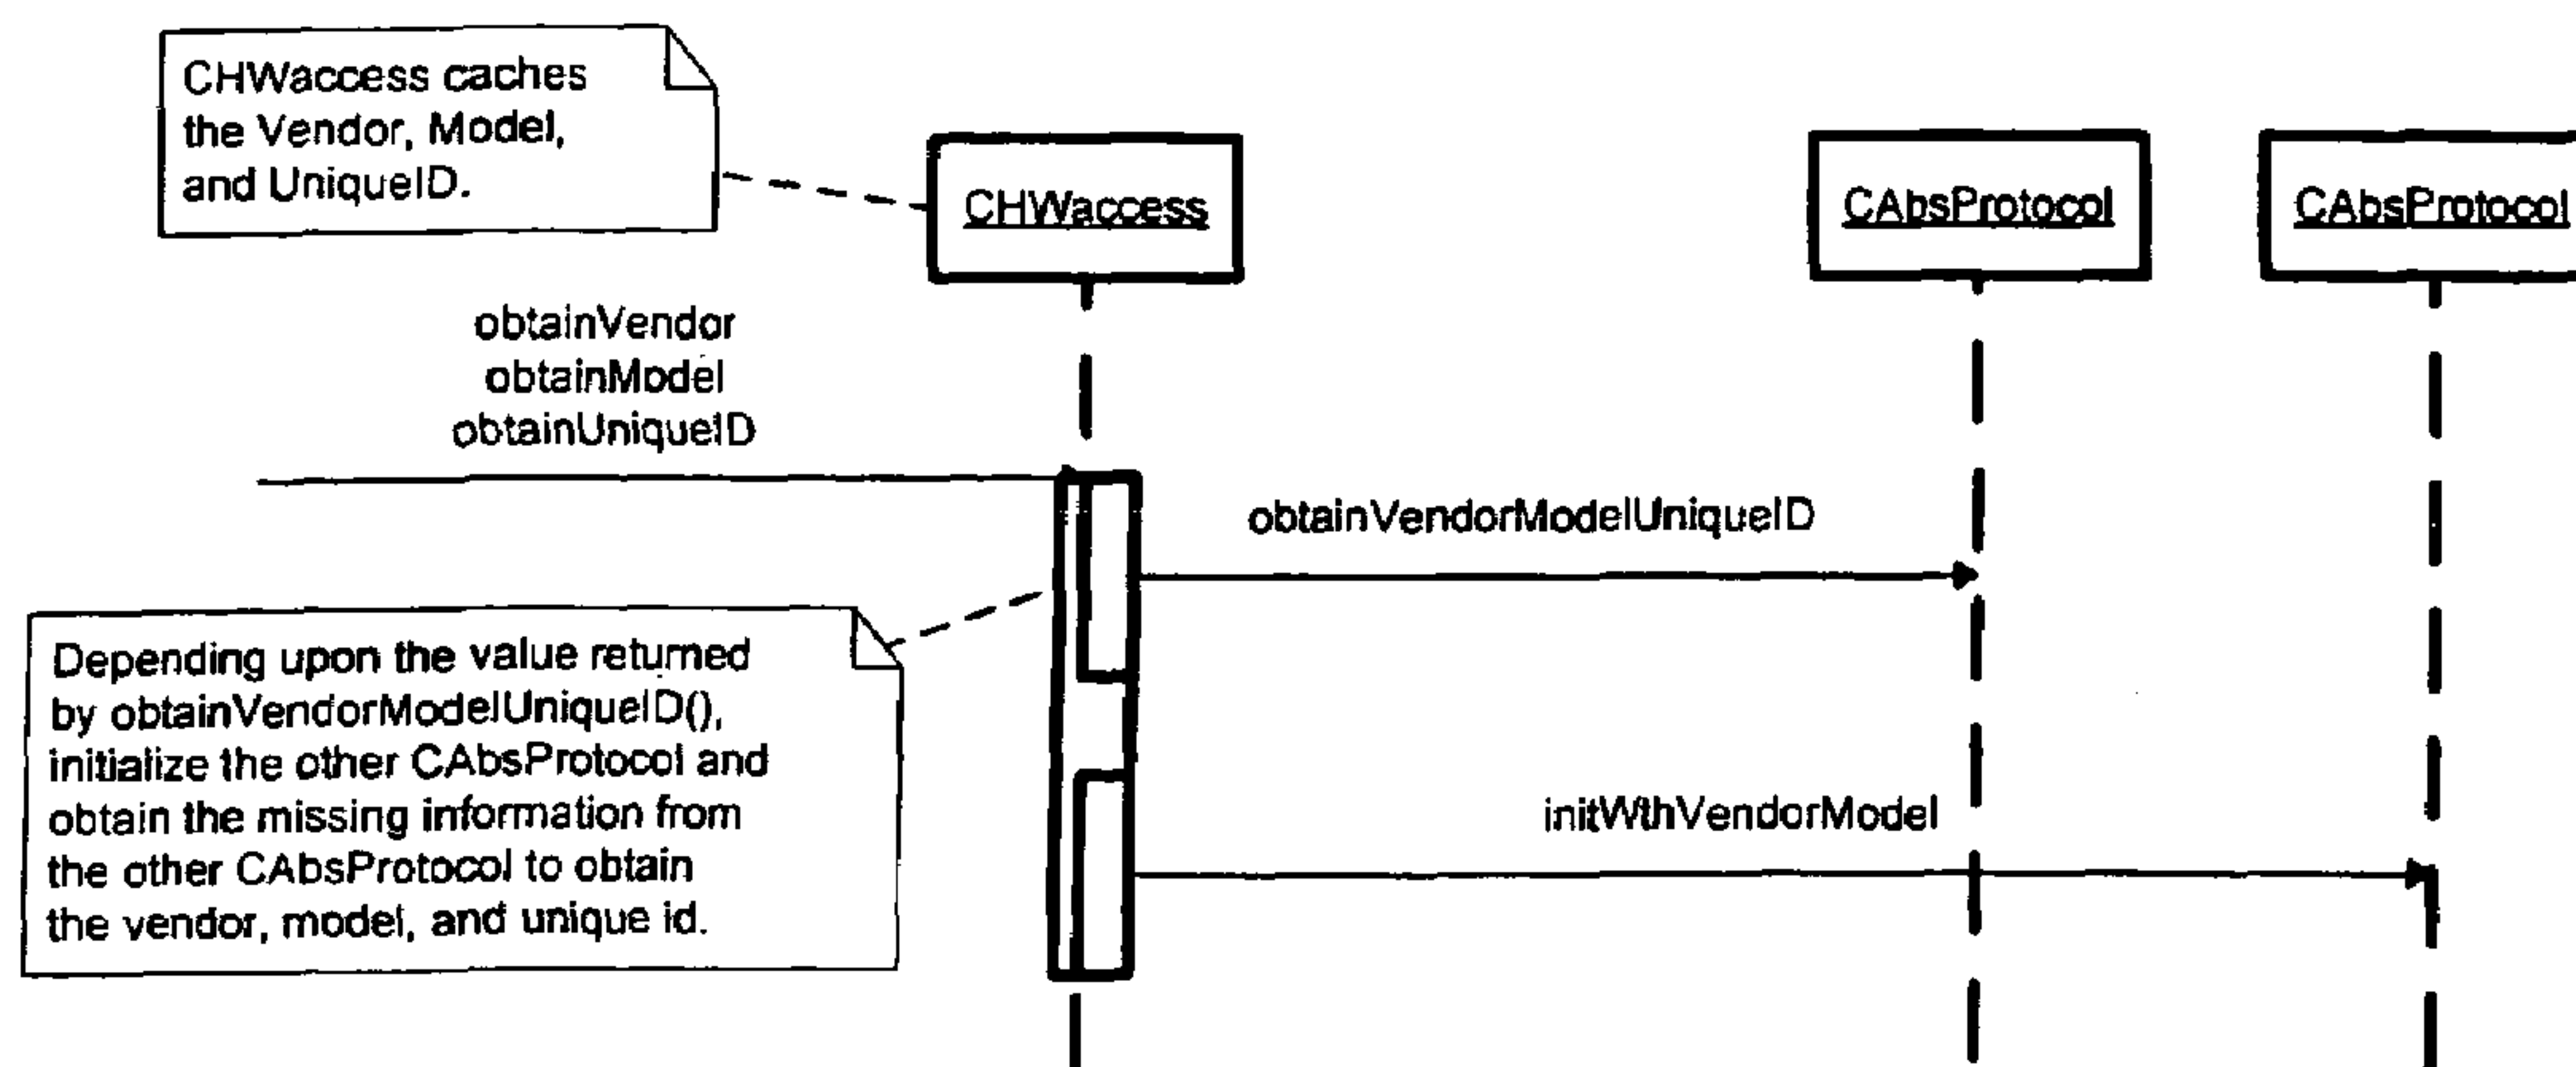 CHWaccess caches
the Vendor, Model,
and UniqueID.
CHWaccess
CAbsProtocol
CAbsProtocol
obtainVendor
obtainModel
obtainUniqueID
obtainVendorModelUniqueID
Depending upon the value returned
by obtainVendorModelUniqueID(),
initialize the other CAbsProtocol and
obtain the missing information from
the other CAbsProtocol to obtain
the vendor, model, and unique id.
initWthVendorModel